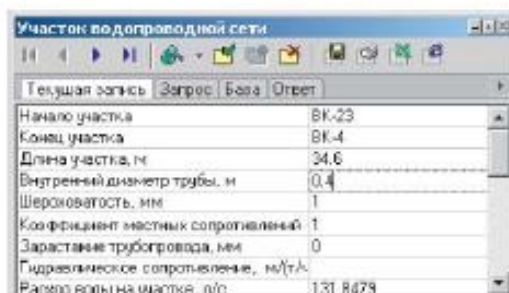 Участок водопроводной сети
Текущая запись Запрос База Ответ
Начало участка ВК-23
Конец участка ВК-4
Длина участка, м 34.6
Внутренний диаметр трубы, м 0.4
Шероховатость, мм 1
Коэффициент местных сопротивлений 1
Зарастание трубопровода, мм 0
Гидравлическое сопротивление, м/(т/ч
Расход воды на участке, л/с 131.8479